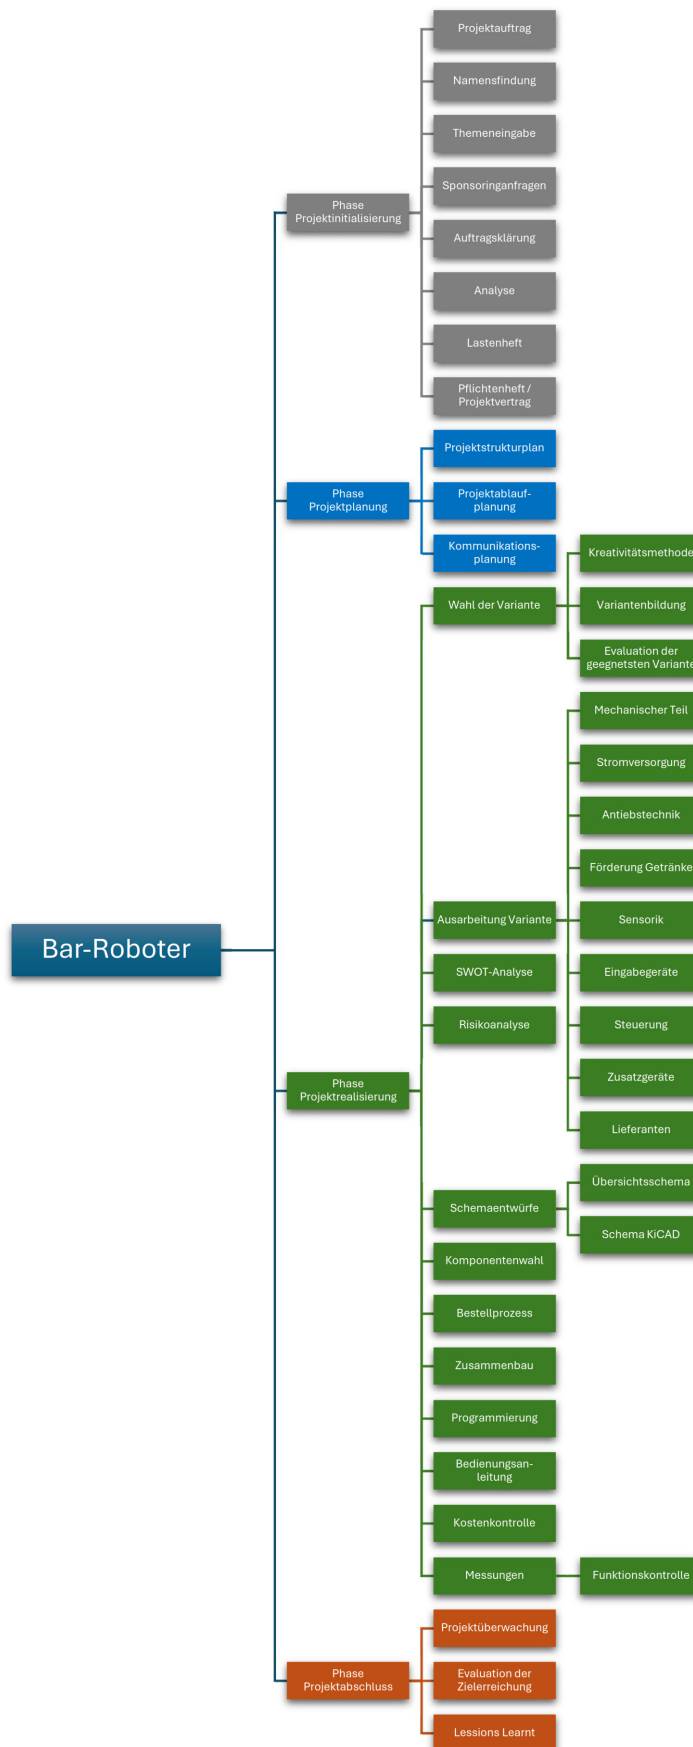 Projektauftrag
Namensfindung
Themeneingabe
Sponsoringanfragen
Phase
Projektinitialisierung
Auftragsklärung
Analyse
Lastenheft
Pflichtenheft /
Projektvertrag
Projektstrukturplan
Phase
Projektplanung
Projektablauf-
planung
Kommunikations-
planung
Kreativitätsmethode
Wahl der Variante
Variantenbildung
Evaluation der
geegnetsten Variante
Mechanischer Teil
Stromversorgung
Antiebstechnik
Förderung Getränke
Bar-Roboter
Ausarbeitung Variante
Sensorik
SWOT-Analyse
Eingabegeräte
Risikoanalyse
Steuerung
Phase
Projektrealisierung
Zusatzgeräte
Lieferanten
Übersichtsschema
Schemaentwürfe
Schema KiCAD
Komponentenwahl
Bestellprozess
Zusammenbau
Programmierung
Bedienungsan-
leitung
Kostenkontrolle
Messungen
Funktionskontrolle
Projektüberwachung
Phase
Projektabschluss
Evaluation der
Zielerreichung
Lessions Learnt